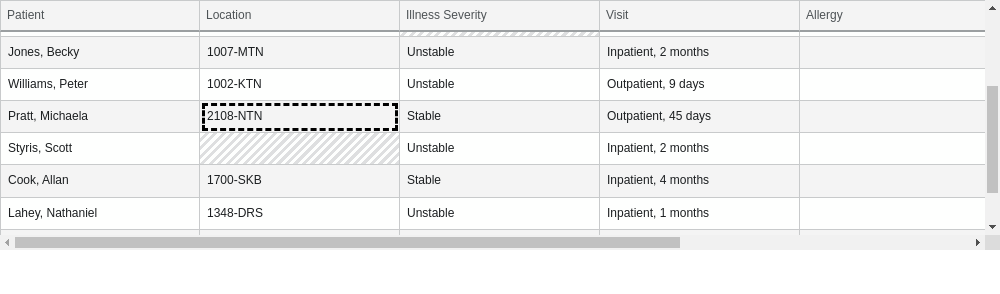 Patient Location Illness Severity Visit Allergy
Jones, Becky 1007-MTN Unstable Inpatient, 2 months
Williams, Peter 1002-KTN Unstable Outpatient, 9 days
Pratt, Michaela 2108-NTN Stable Outpatient, 45 days
Styris, Scott Unstable Inpatient, 2 months
Cook, Allan 1700-SKB Stable Inpatient, 4 months
Lahey, Nathaniel 1348-DRS Unstable Inpatient, 1 months